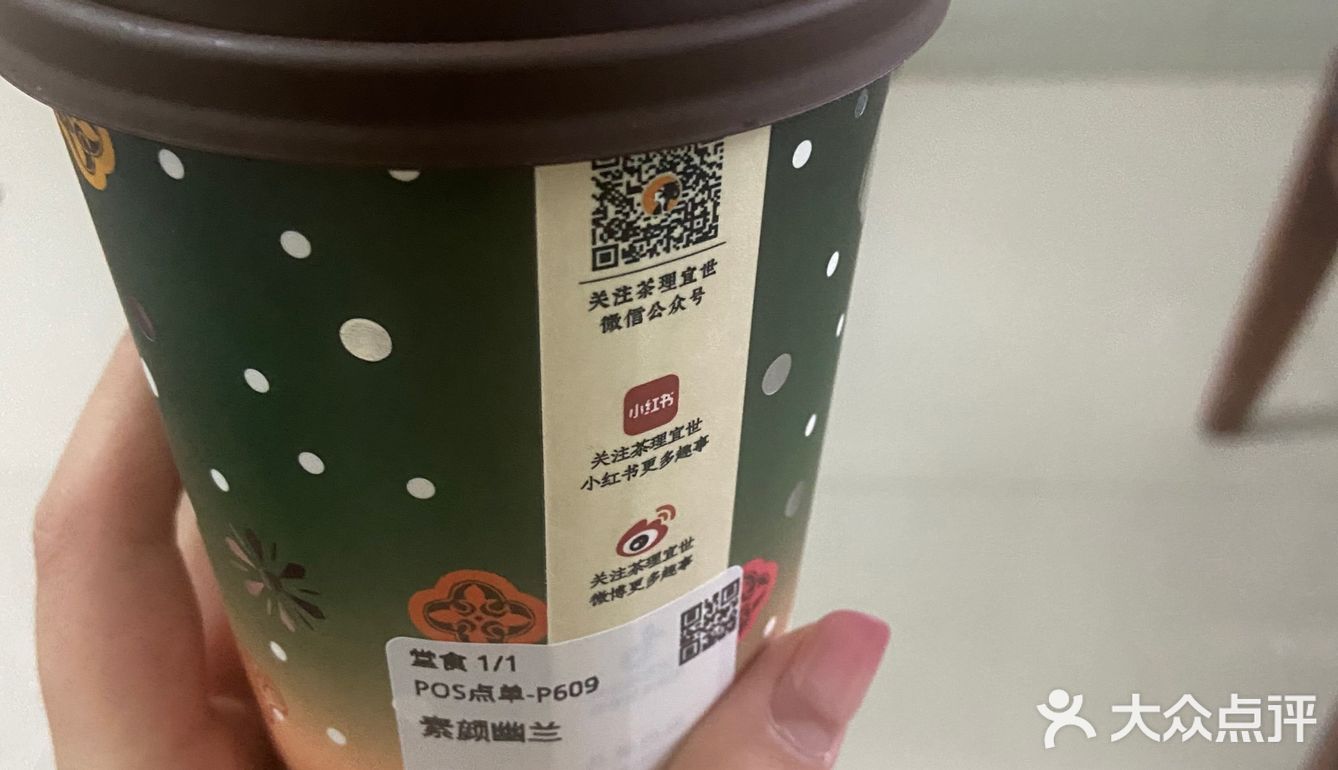 关注茶理宜世
微信公众号
小红书
关注茶理宜世
小红书更多趣事
关注茶理宜世
微博更多趣事
堂食 1/1
POS点单-P609
素颜幽兰
大众点评